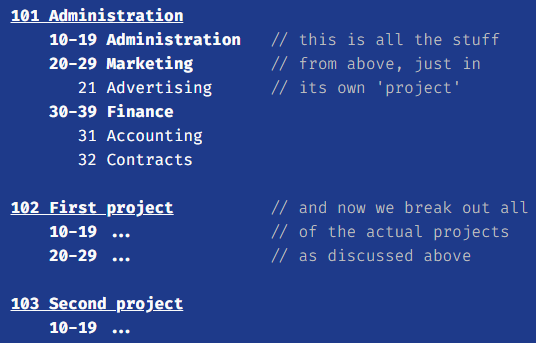 101 Administration
10-19 Administration // this is all the stuff
20-29 Marketing // from above, just in
21 Advertising // its own 'project'
30-39 Finance
31 Accounting
32 Contracts
102 First project // and now we break out all
10-19 ... // of the actual projects
20-29 ... // as discussed above
103 Second project
10-19 ...